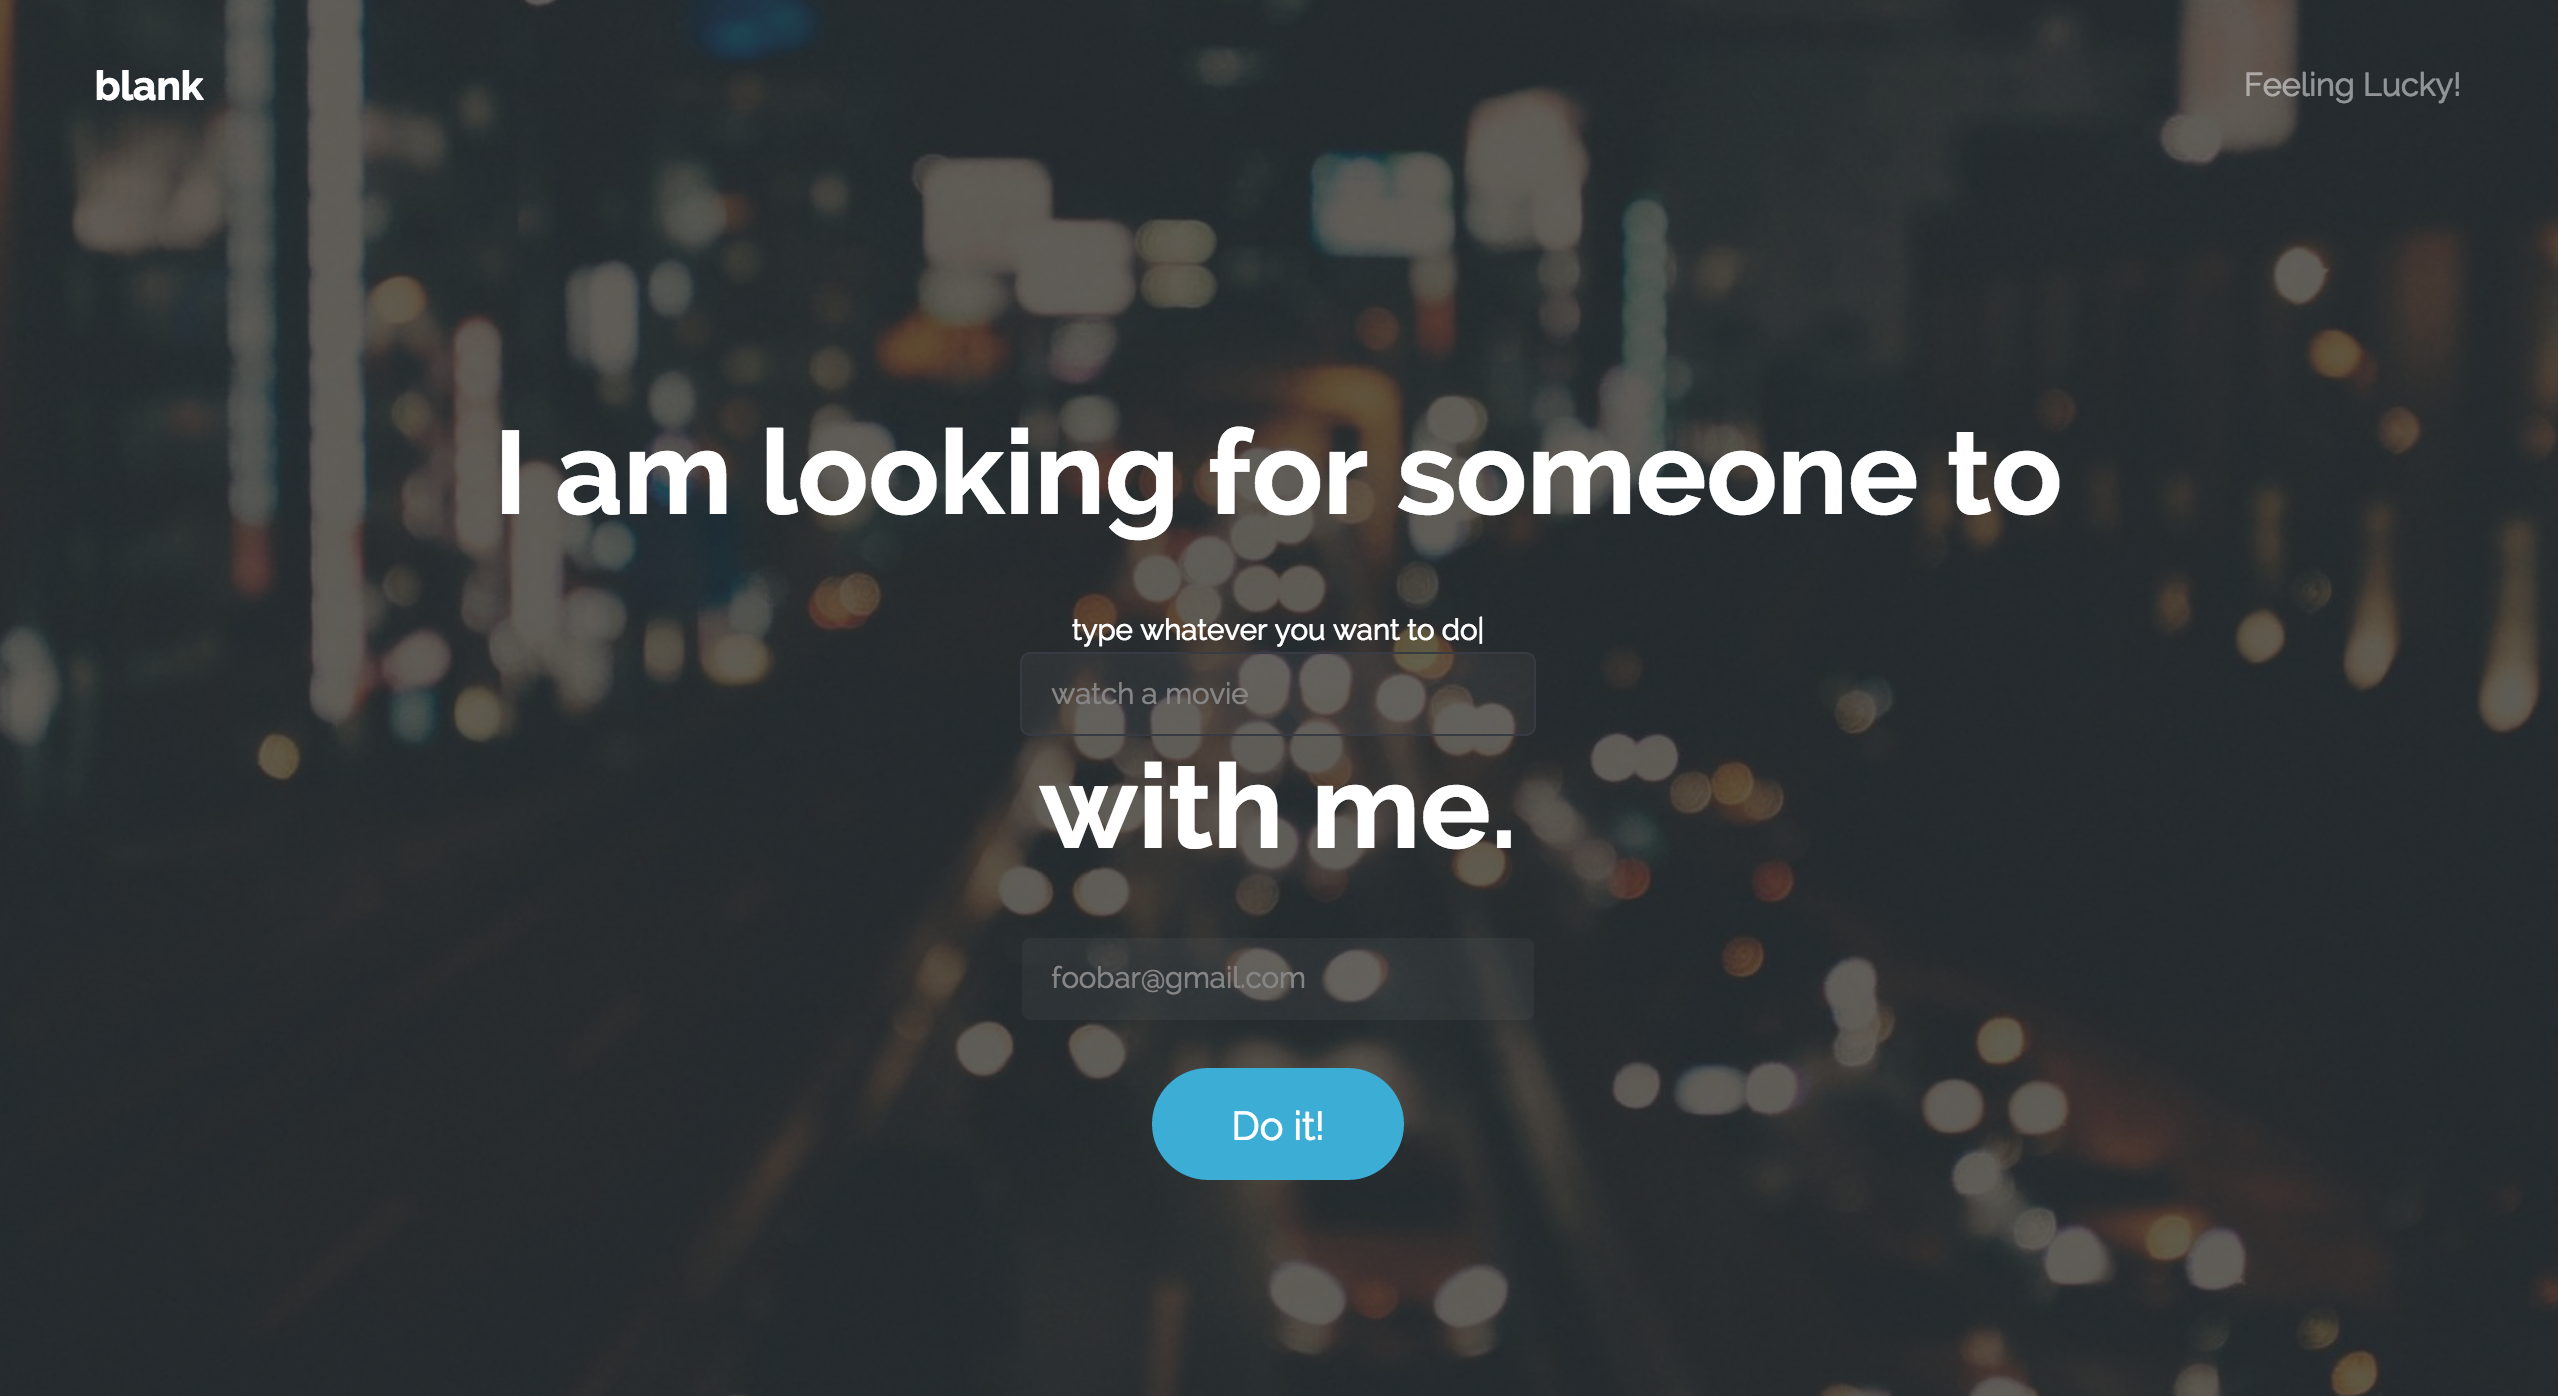 blank
Feeling Lucky!
I am looking for someone to
type whatever you want to do|
watch a movie
with me.
foobar@gmail.com
Do it!